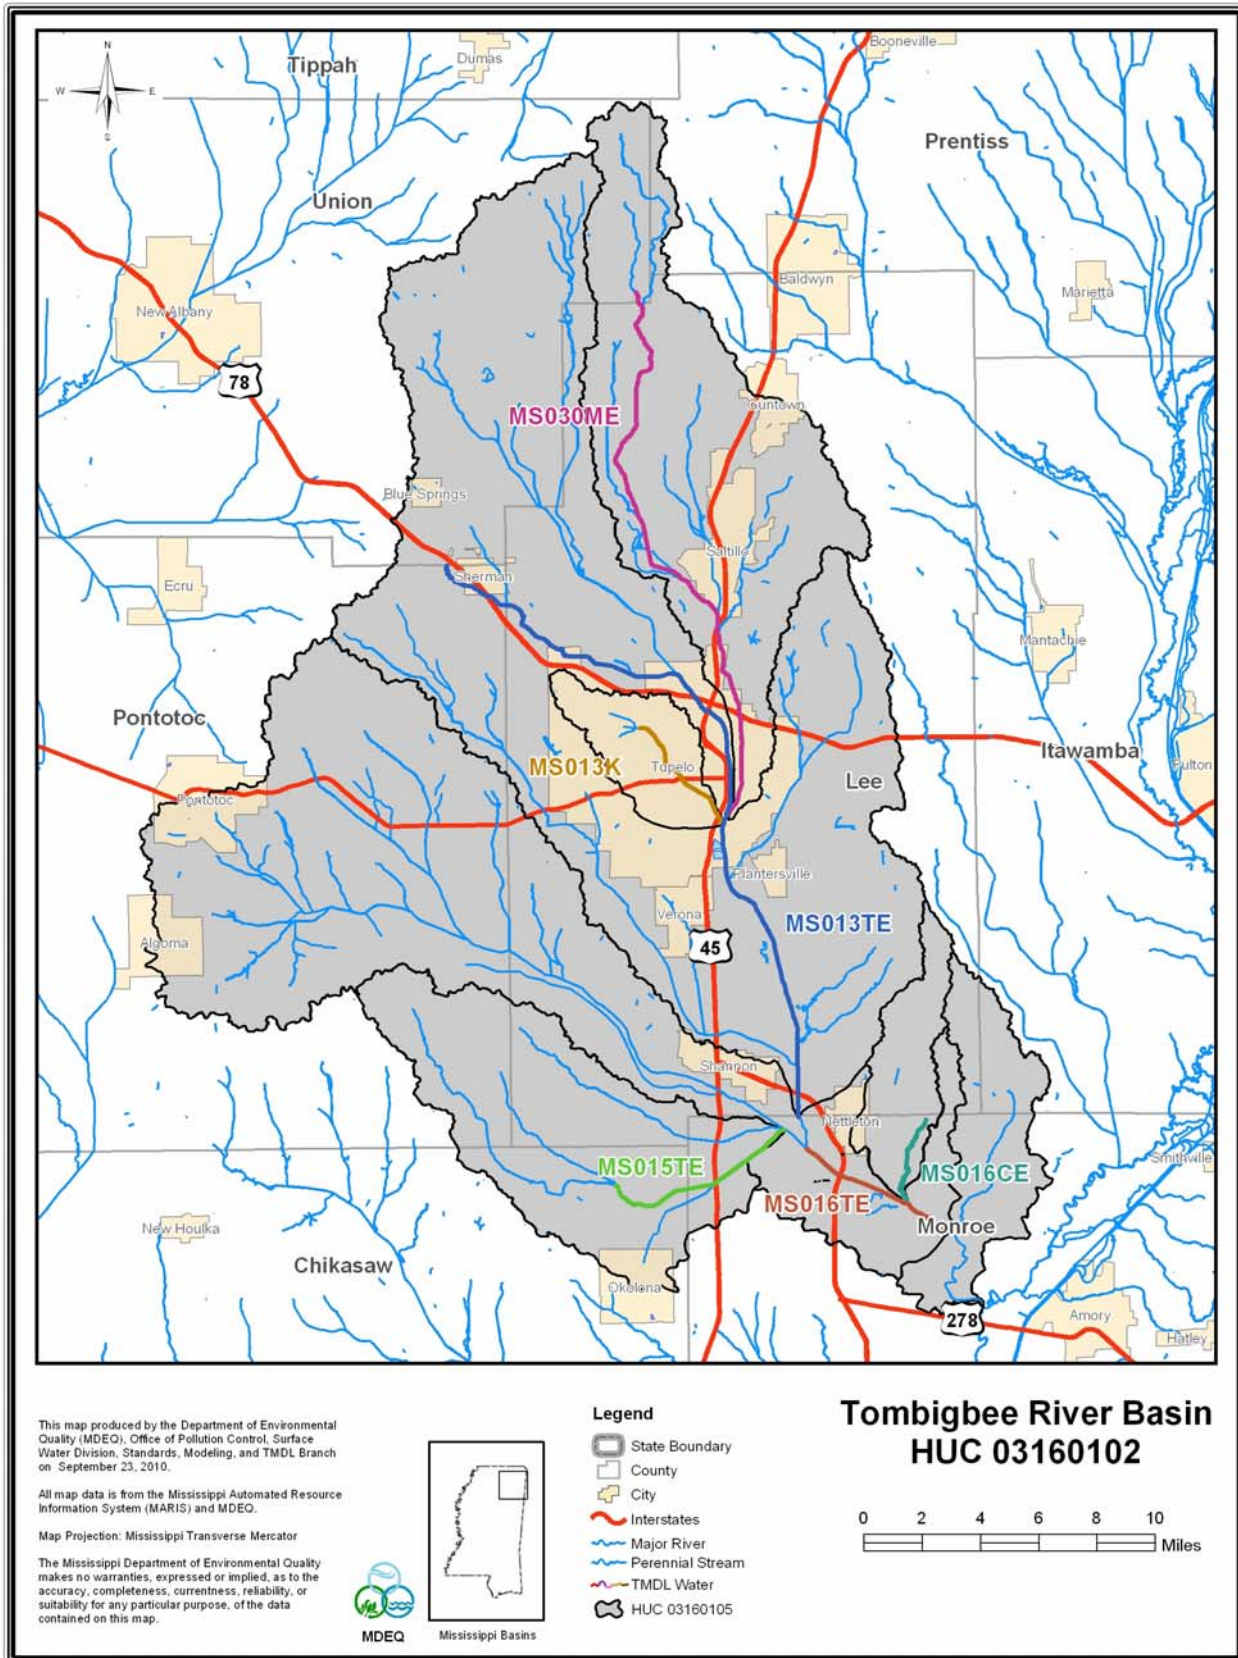 N
W
E
S
Tippah
Dumas
Booneville
Prentiss
Union
New Albany
Baldwyn
Marietta
78
MS030ME
Guntown
Blue Springs
Saltillo
Sherman
Ecru
Mantachie
Pontotoc
Itawamba
Fulton
MS013K
Tupelo
Lee
Pontotoc
Plantersville
Verona
MS013TE
Algoma
45
Shannon
Nettleton
MS015TE
MS016CE
Smithville
MS016TE
Monroe
New Houlka
Chikasaw
Okolona
278
Amory
Hatley
This map produced by the Department of Environmental
Quality (MDEQ), Office of Pollution Control, Surface
Water Division, Standards, Modeling, and TMDL Branch
on September 23, 2010.
All map data is from the Mississippi Automated Resource
Information System (MARIS) and MDEQ.
Map Projection: Mississippi Transverse Mercator
The Mississippi Department of Environmental Quality
makes no warranties, expressed or implied, as to the
accuracy, completeness, currentness, reliability, or
suitability for any particular purpose, of the data
contained on this map.
MDEQ
Mississippi Basins
Legend
State Boundary
County
City
Interstates
Major River
Perennial Stream
TMDL Water
HUC 03160105
Tombigbee River Basin
HUC 03160102
0 2 4 6 8 10
Miles